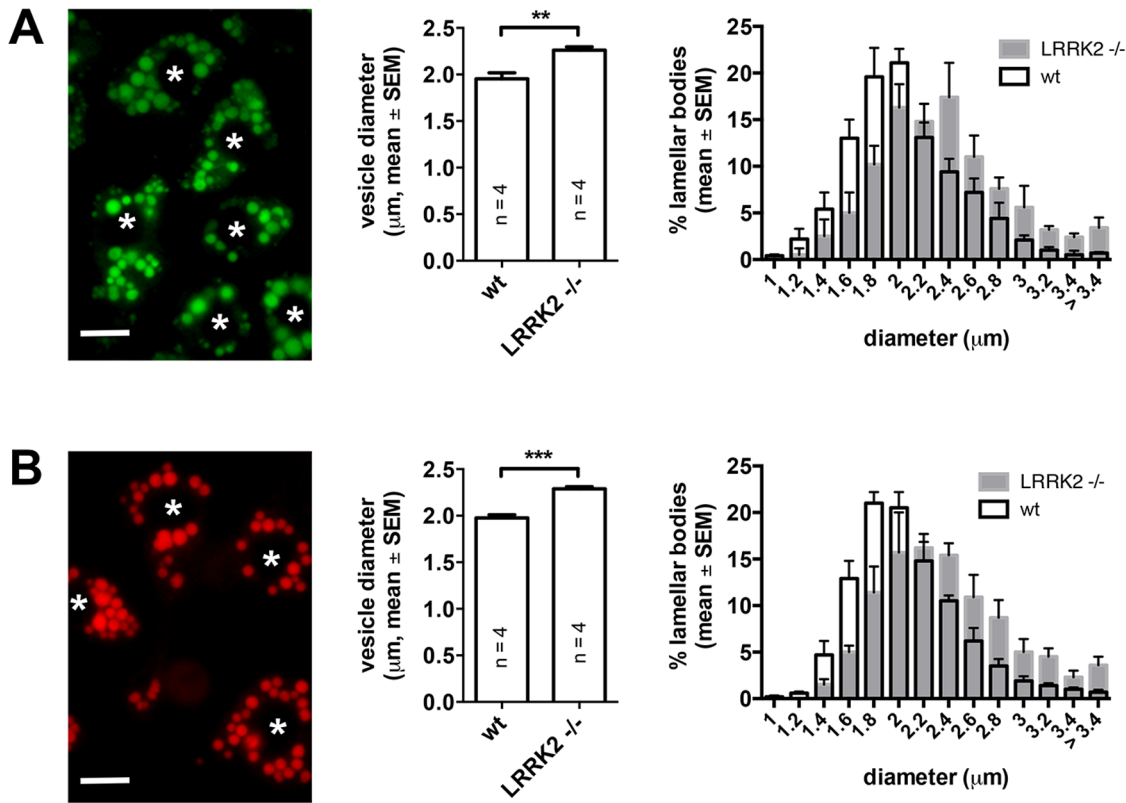 A
* * * * * * *
vesicle diameter
(μm, mean ± SEM)
2.5
2.0
1.5
1.0
0.5
0.0
**
n = 4
n = 4
wt
LRRK2 -/-
% lamellar bodies
(mean ± SEM)
25
20
15
10
5
0
LRRK2 -/-
wt
1 1.2 1.4 1.6 1.8 2 2.2 2.4 2.6 2.8 3 3.2 3.4 > 3.4
diameter (μm)
B
* * * *
vesicle diameter
(μm, mean ± SEM)
2.5
2.0
1.5
1.0
0.5
0.0
***
n = 4
n = 4
wt
LRRK2 -/-
% lamellar bodies
(mean ± SEM)
25
20
15
10
5
0
LRRK2 -/-
wt
1 1.2 1.4 1.6 1.8 2 2.2 2.4 2.6 2.8 3 3.2 3.4 > 3.4
diameter (μm)